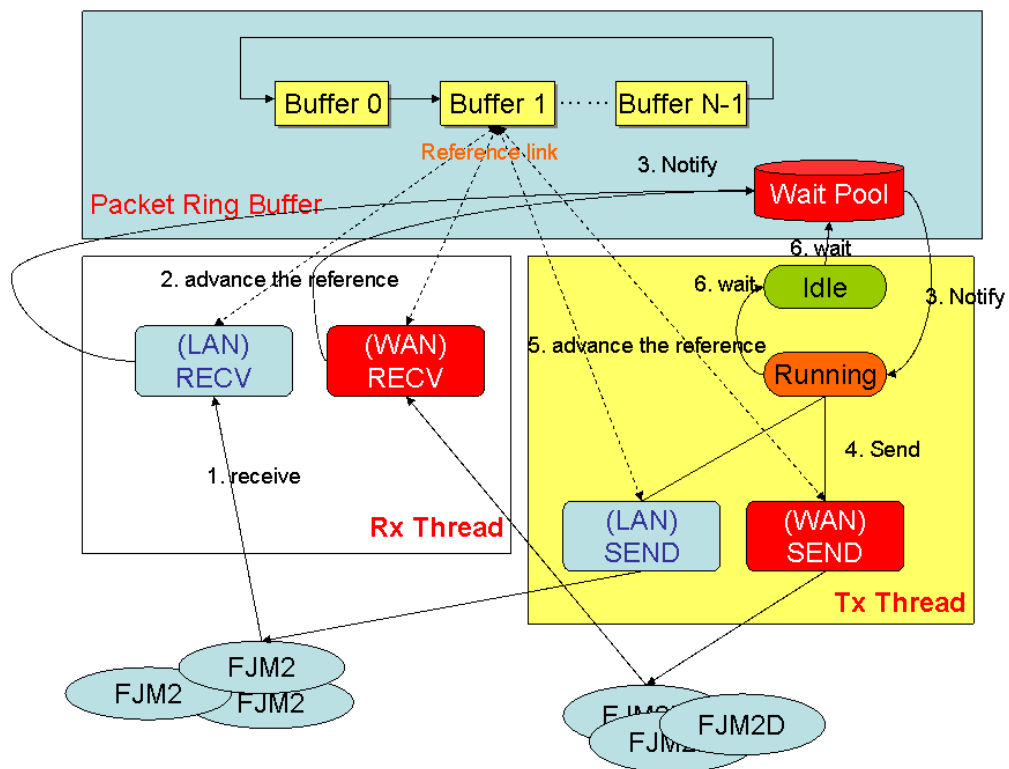 Buffer 0
Buffer 1
... ...
Buffer N-1
Reference link
3. Notify
Packet Ring Buffer
Wait Pool
6. wait
2. advance the reference
6. wait
Idle
3. Notify
(LAN)
RECV
(WAN)
RECV
5. advance the reference
Running
1. receive
4. Send
Rx Thread
(LAN)
SEND
(WAN)
SEND
Tx Thread
FJM2
FJM2
FJM2
FJM2D